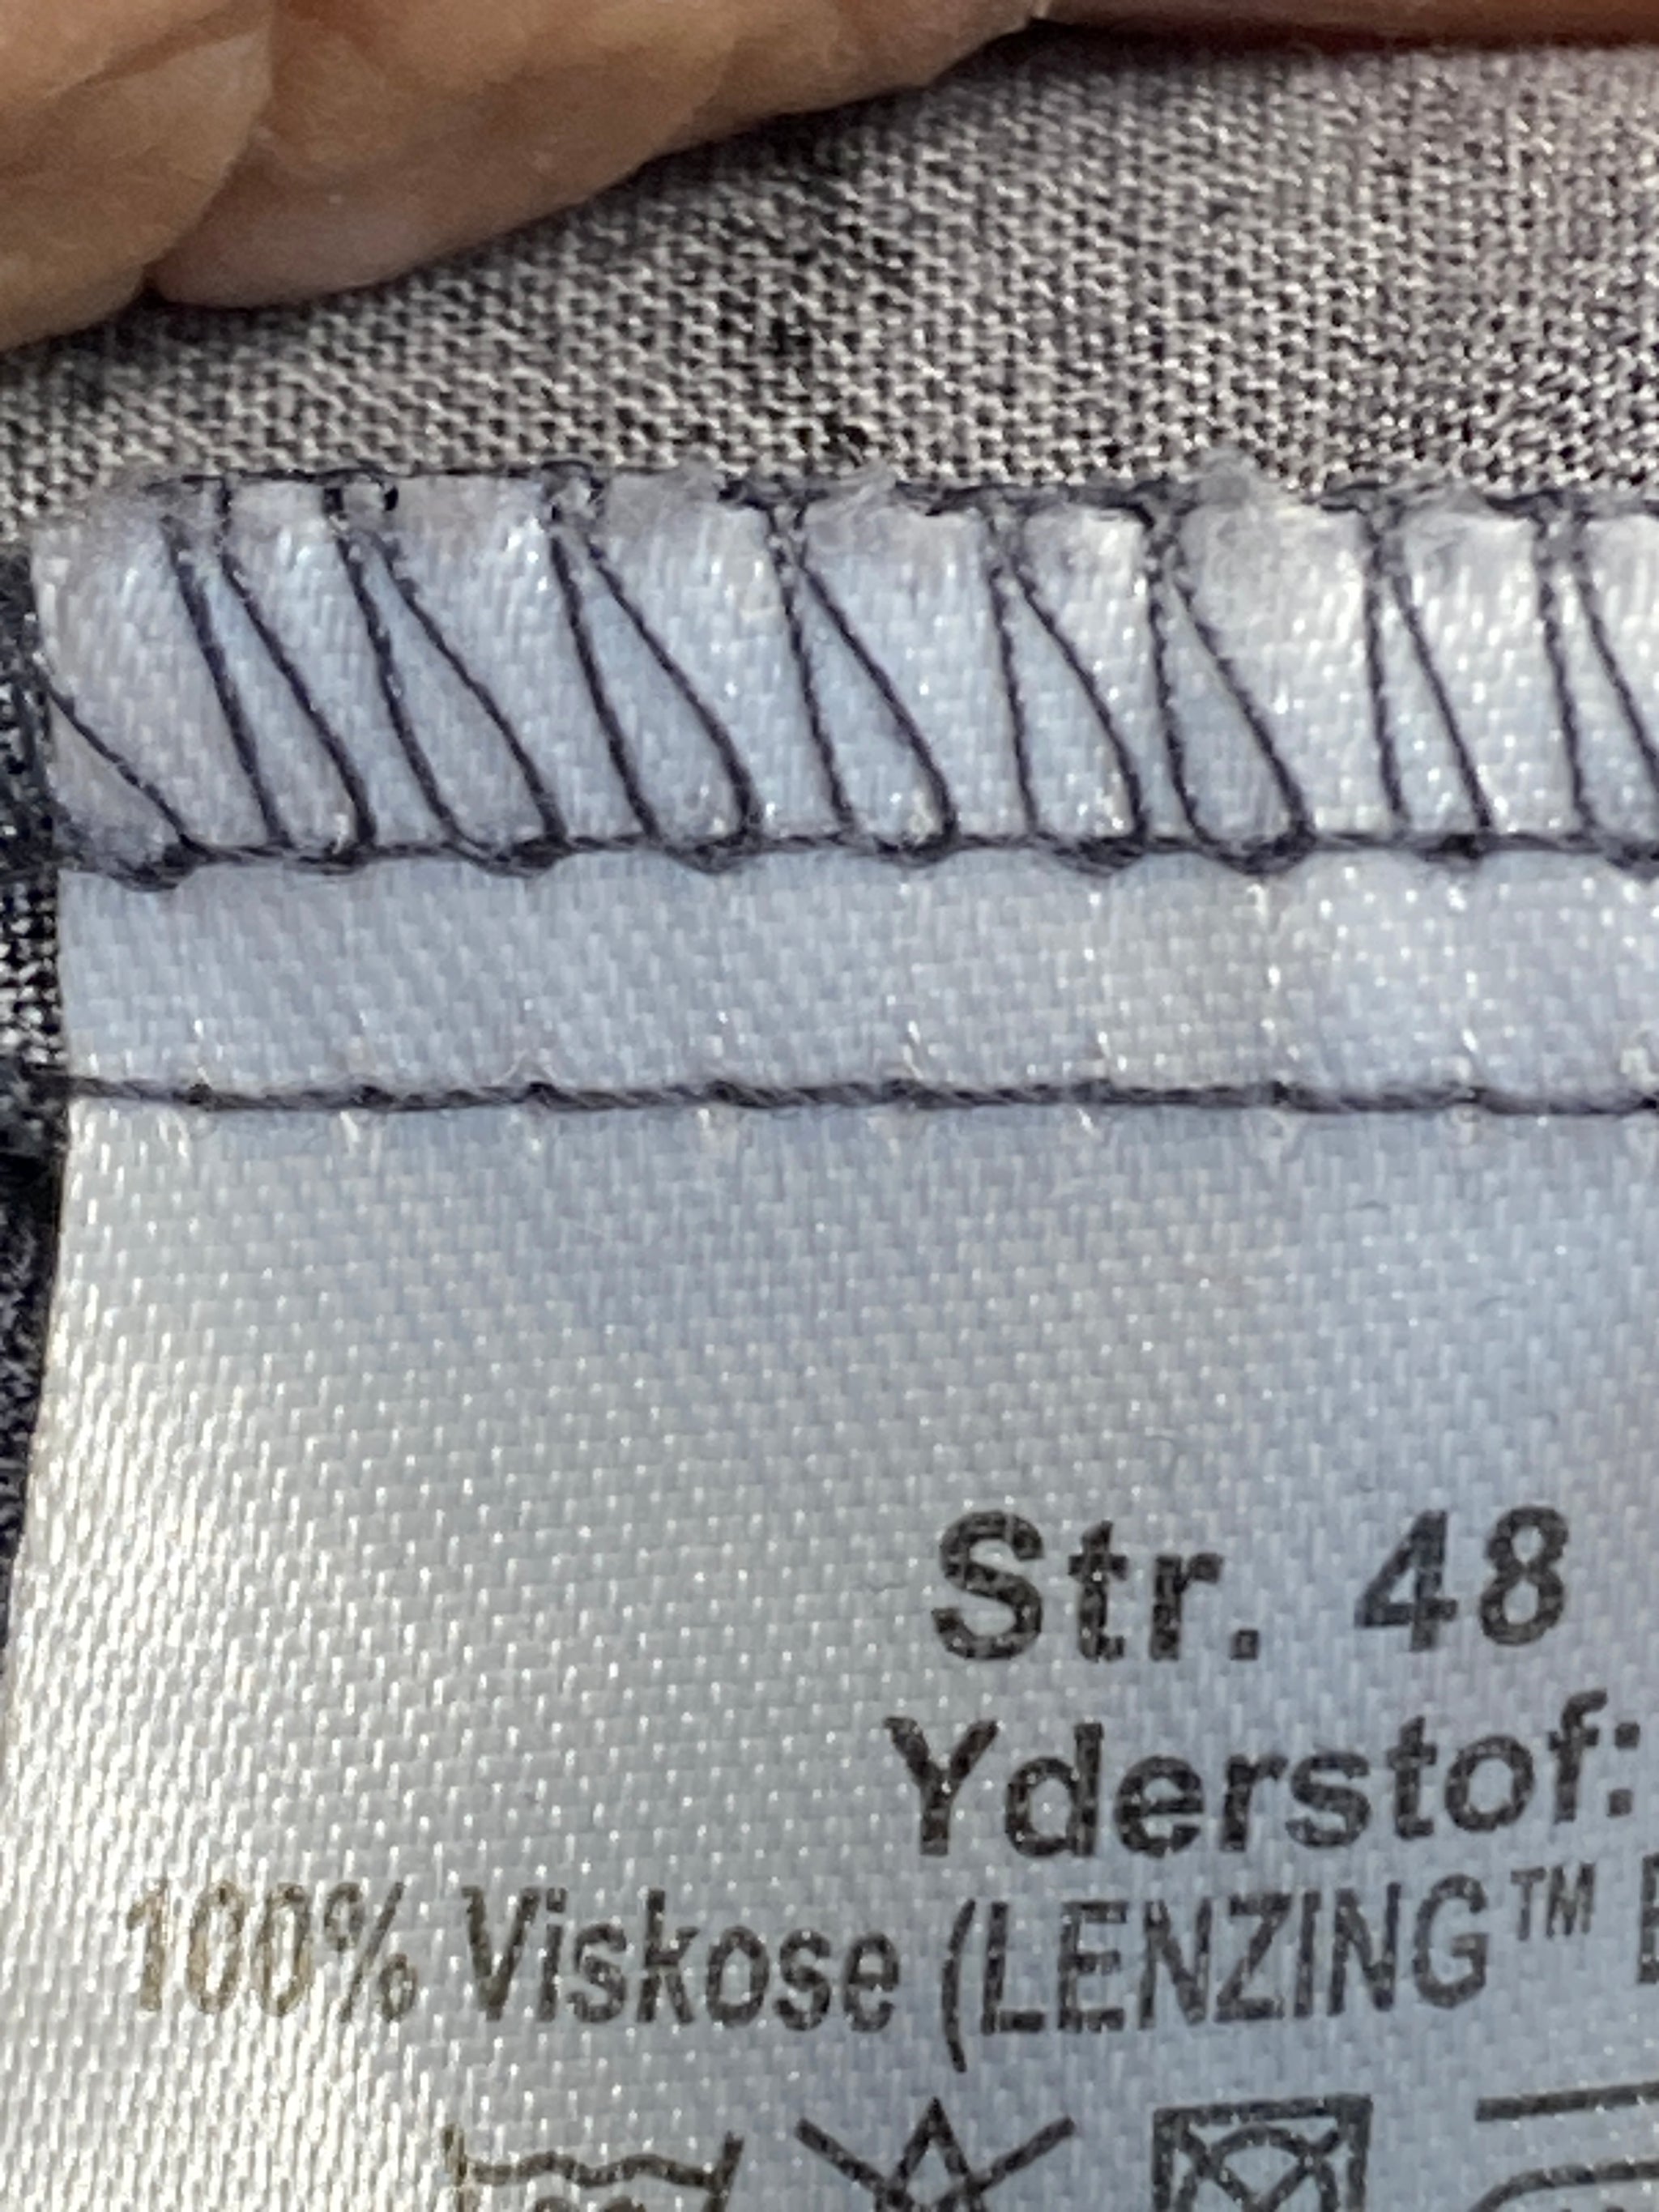 Str. 48
Yderstof:
100% Viskose (LENZING™